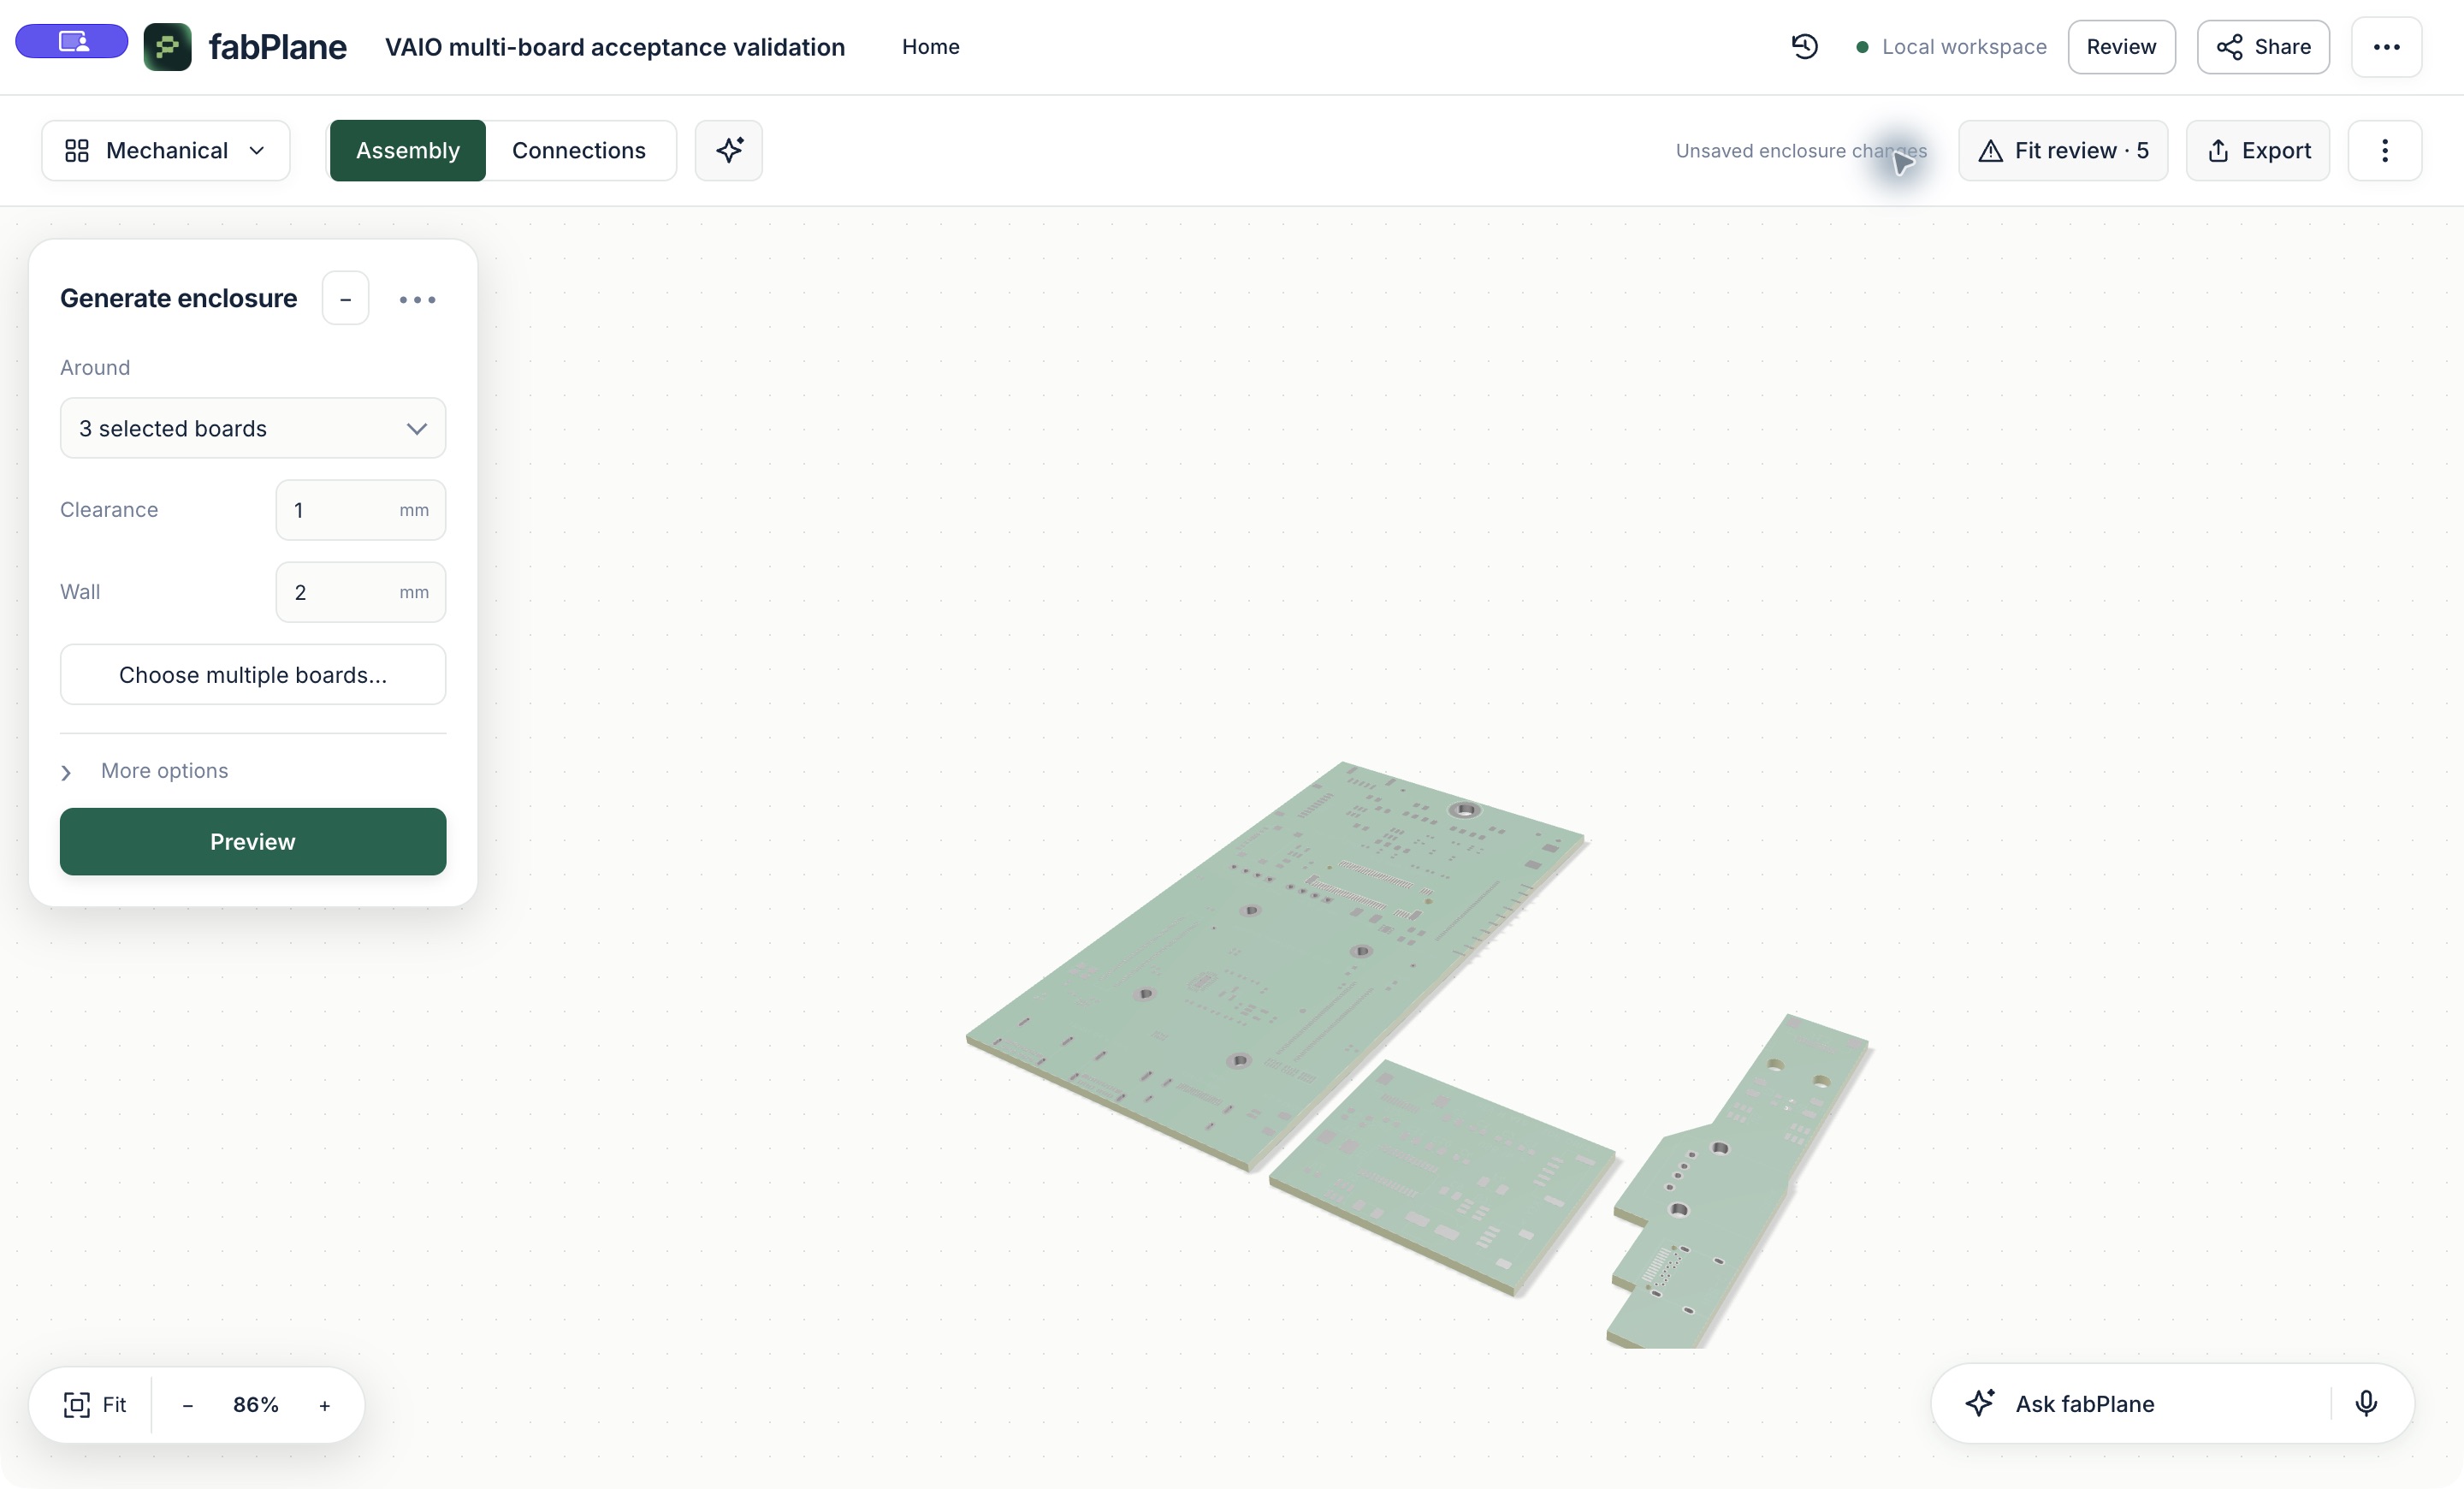 fabPlane VAIO multi-board acceptance validation Home Local workspace Review Share
Mechanical Assembly Connections Unsaved enclosure changes Fit review · 5 Export
Generate enclosure
Around
3 selected boards
Clearance 1 mm
Wall 2 mm
Choose multiple boards...
More options
Preview
Fit − 86% +
Ask fabPlane